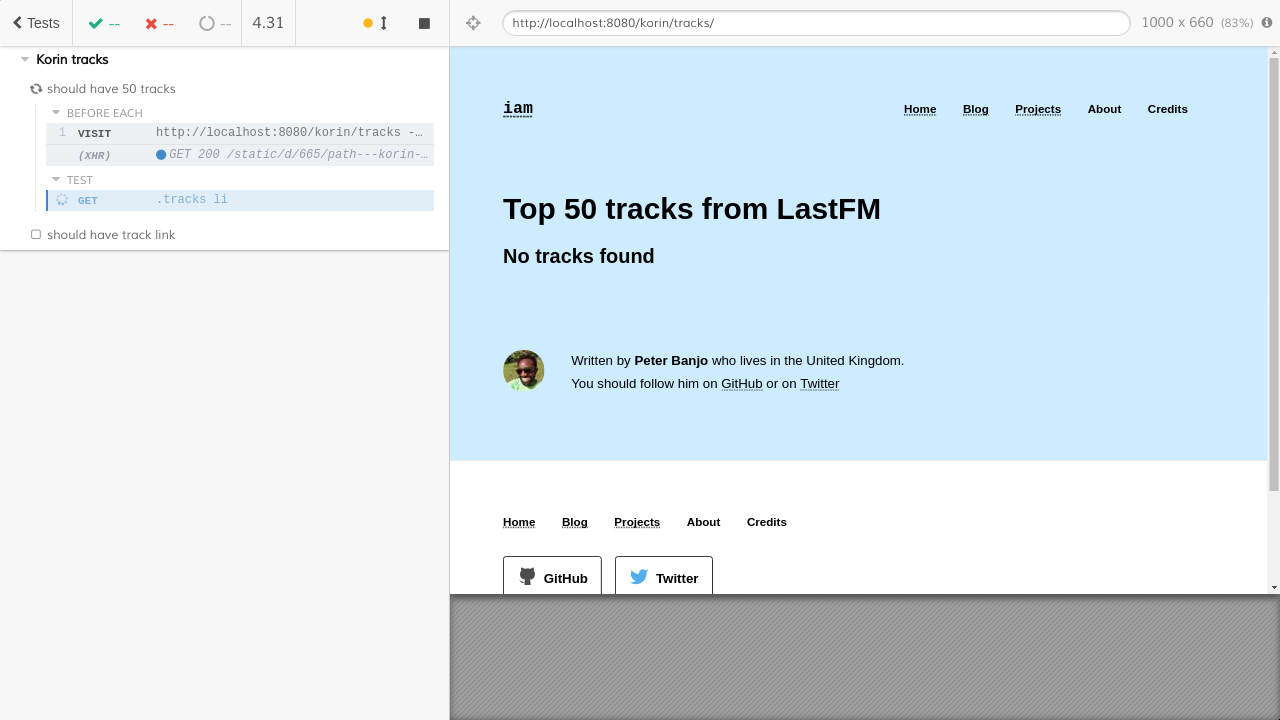 Tests
--
--
--
4.31
http://localhost:8080/korin/tracks/
1000 x 660 (83%)
Korin tracks
should have 50 tracks
BEFORE EACH
1 VISIT http://localhost:8080/korin/tracks -…
(XHR) GET 200 /static/d/665/path---korin-…
TEST
GET .tracks li
should have track link
iam
Home Blog Projects About Credits
Top 50 tracks from LastFM
No tracks found
Written by Peter Banjo who lives in the United Kingdom.
You should follow him on GitHub or on Twitter
Home Blog Projects About Credits
GitHub Twitter